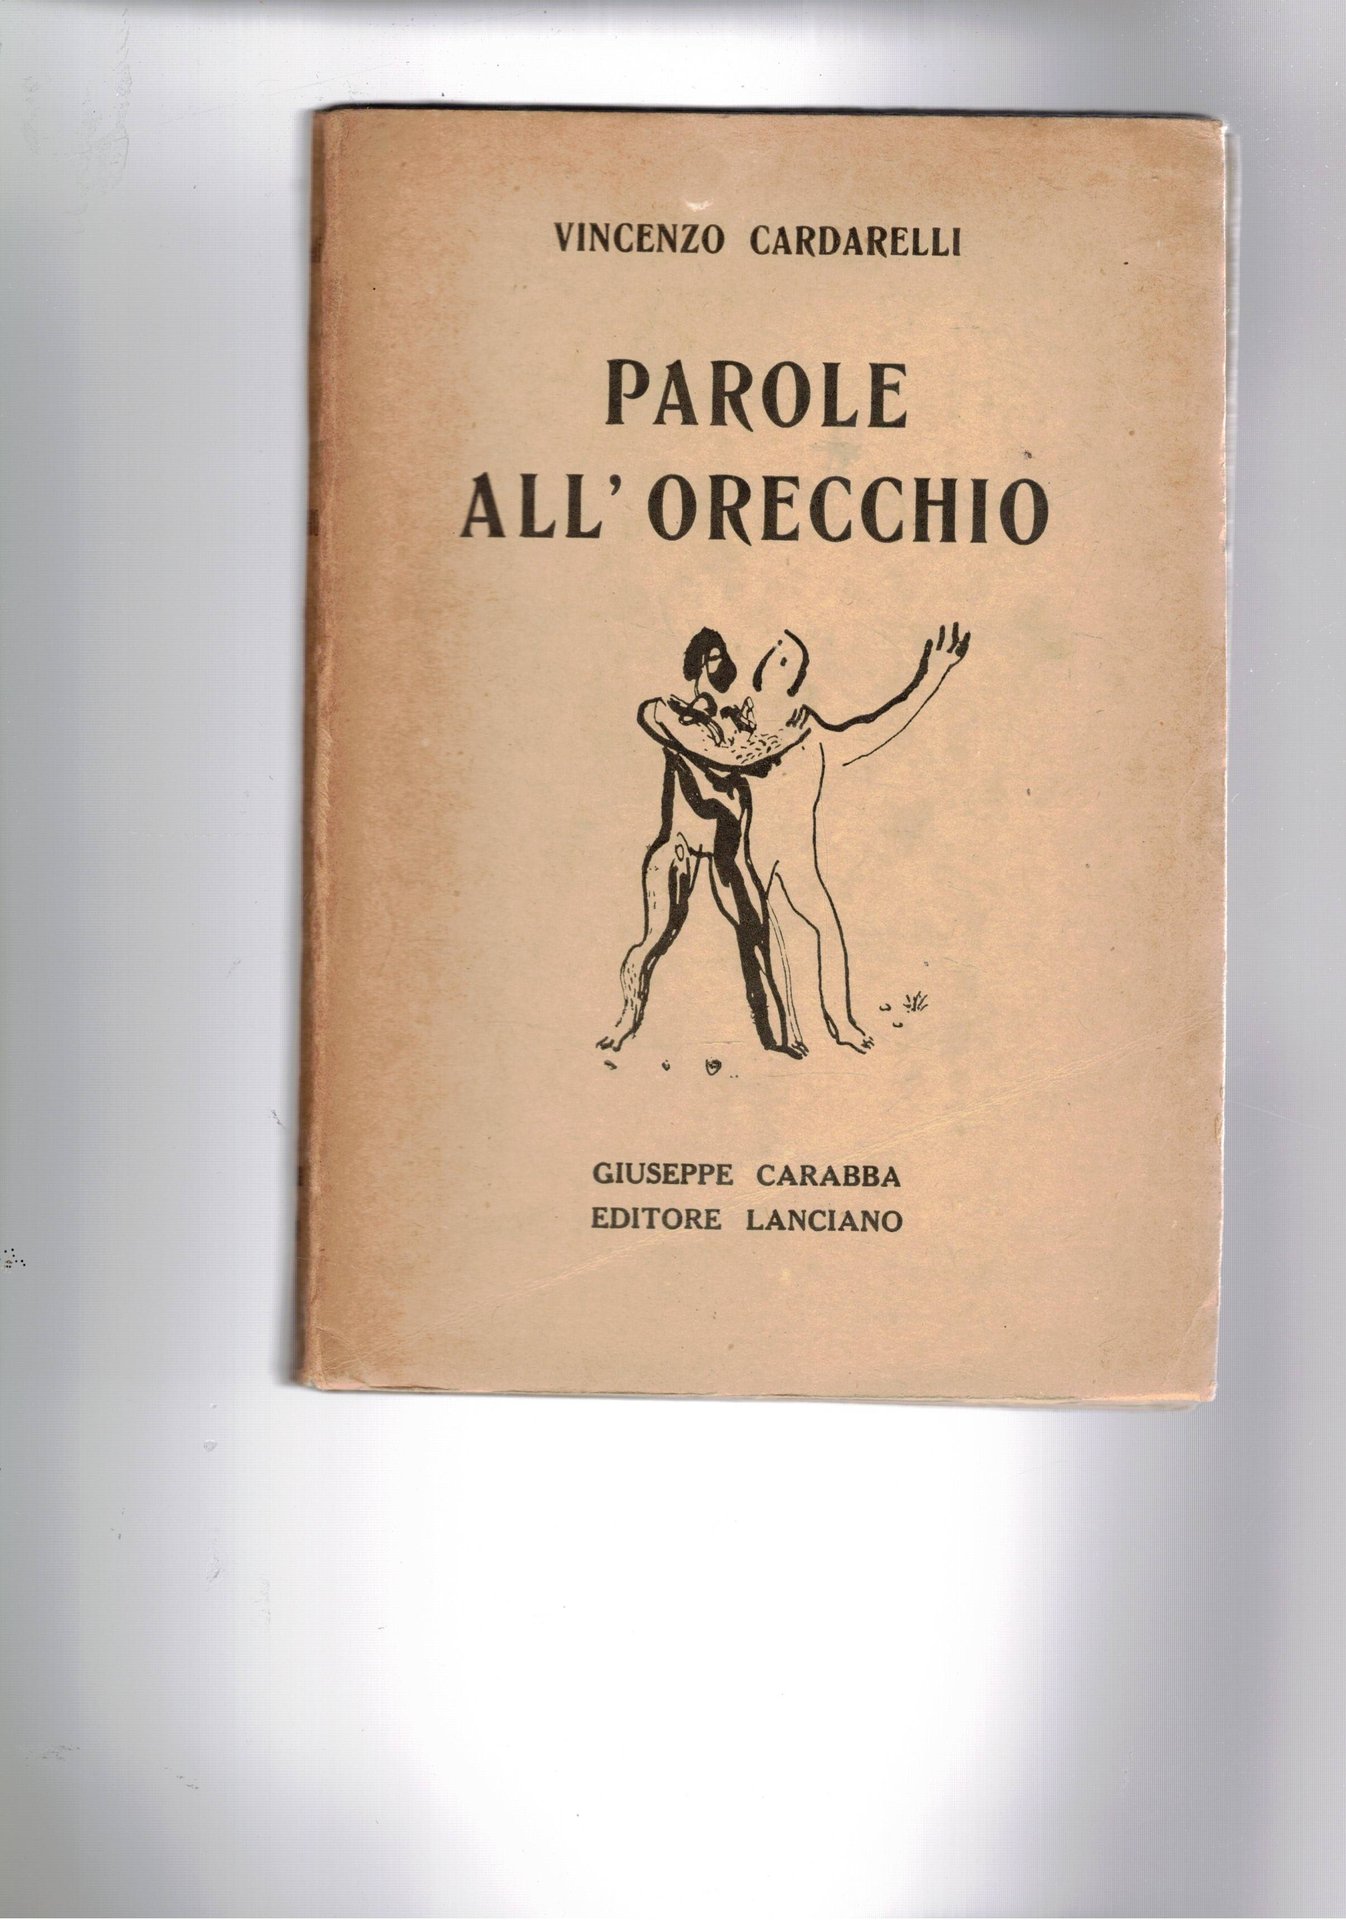 VINCENZO CARDARELLI
PAROLE
ALL' ORECCHIO
GIUSEPPE CARABBA
EDITORE LANCIANO